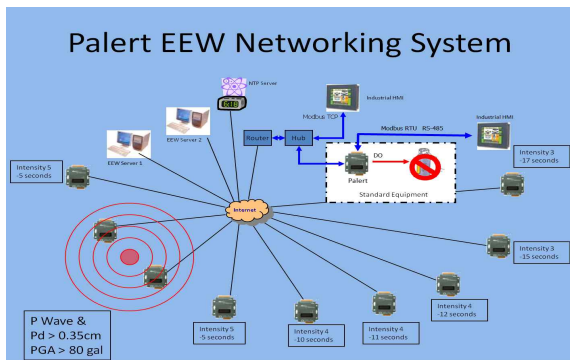 Palert EEW Networking System
NTP Server
6:18
Industrial HMI
EEW Server 2
Modbus TCP
EEW Server 1
Router
Hub
Modbus RTU RS-485
Industrial HMI
DO
Palert
Standard Equipment
Intensity 5
-5 seconds
Intensity 3
-17 seconds
Internet
Intensity 3
-15 seconds
Intensity 4
-12 seconds
Intensity 4
-11 seconds
Intensity 4
-10 seconds
Intensity 5
-5 seconds
P Wave &
Pd > 0.35cm
PGA > 80 gal